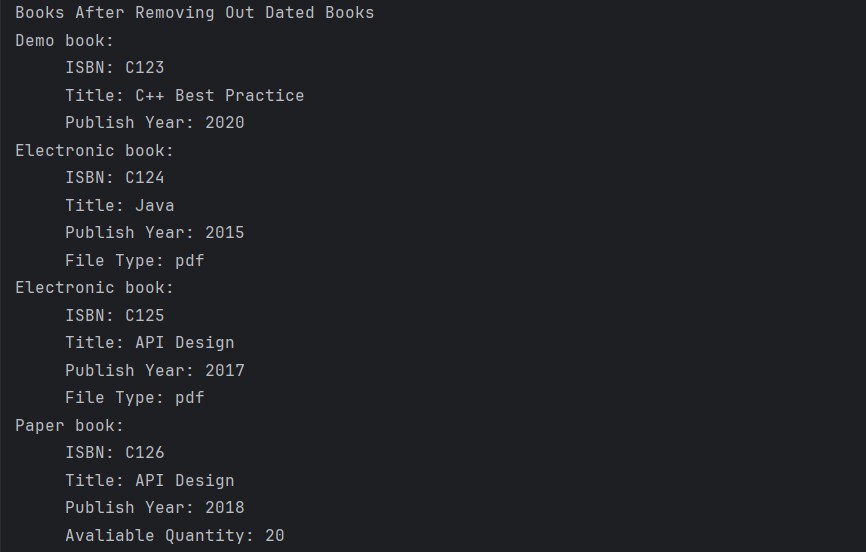 Books After Removing Out Dated Books
Demo book:
ISBN: C123
Title: C++ Best Practice
Publish Year: 2020
Electronic book:
ISBN: C124
Title: Java
Publish Year: 2015
File Type: pdf
Electronic book:
ISBN: C125
Title: API Design
Publish Year: 2017
File Type: pdf
Paper book:
ISBN: C126
Title: API Design
Publish Year: 2018
Avaliable Quantity: 20